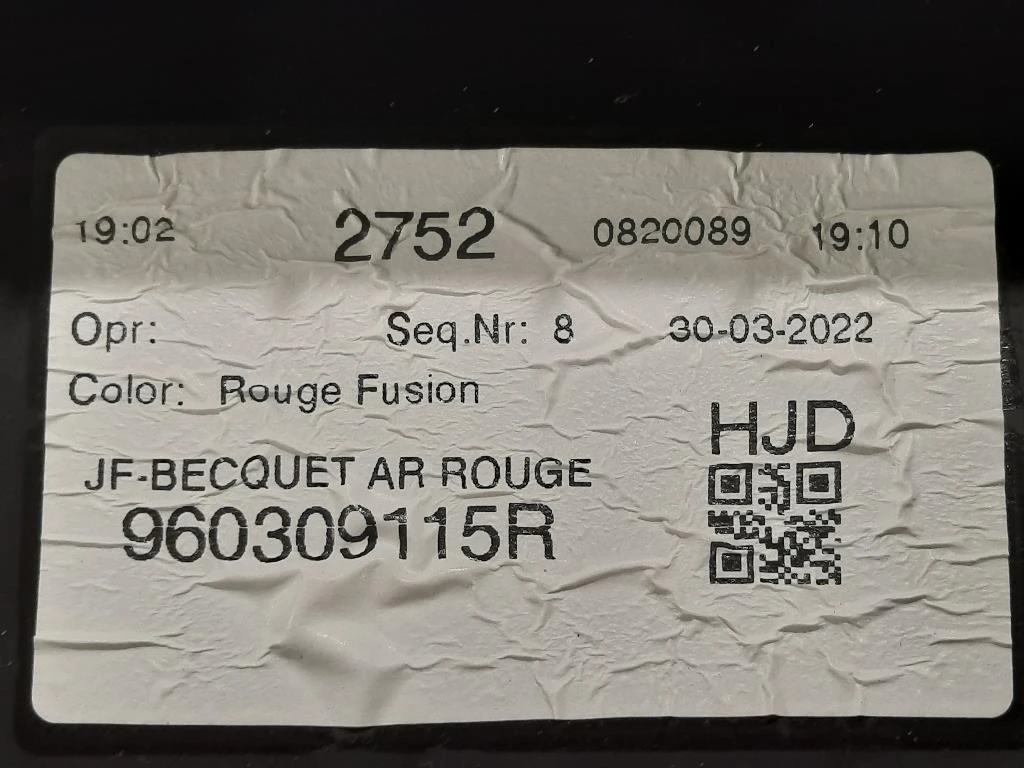 19:02 2752 0820089 19:10
Opr: Seq.Nr: 8 30-03-2022
Color: Rouge Fusion
HJD
JF-BECQUET AR ROUGE
960309115R